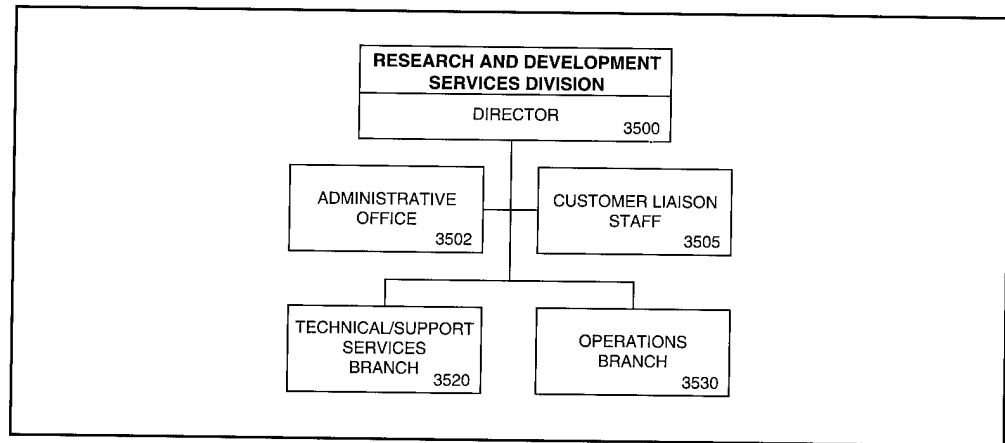 RESEARCH AND DEVELOPMENT
SERVICES DIVISION
DIRECTOR
3500
ADMINISTRATIVE
OFFICE
3502
CUSTOMER LIAISON
STAFF
3505
TECHNICAL/SUPPORT
SERVICES
BRANCH
3520
OPERATIONS
BRANCH
3530